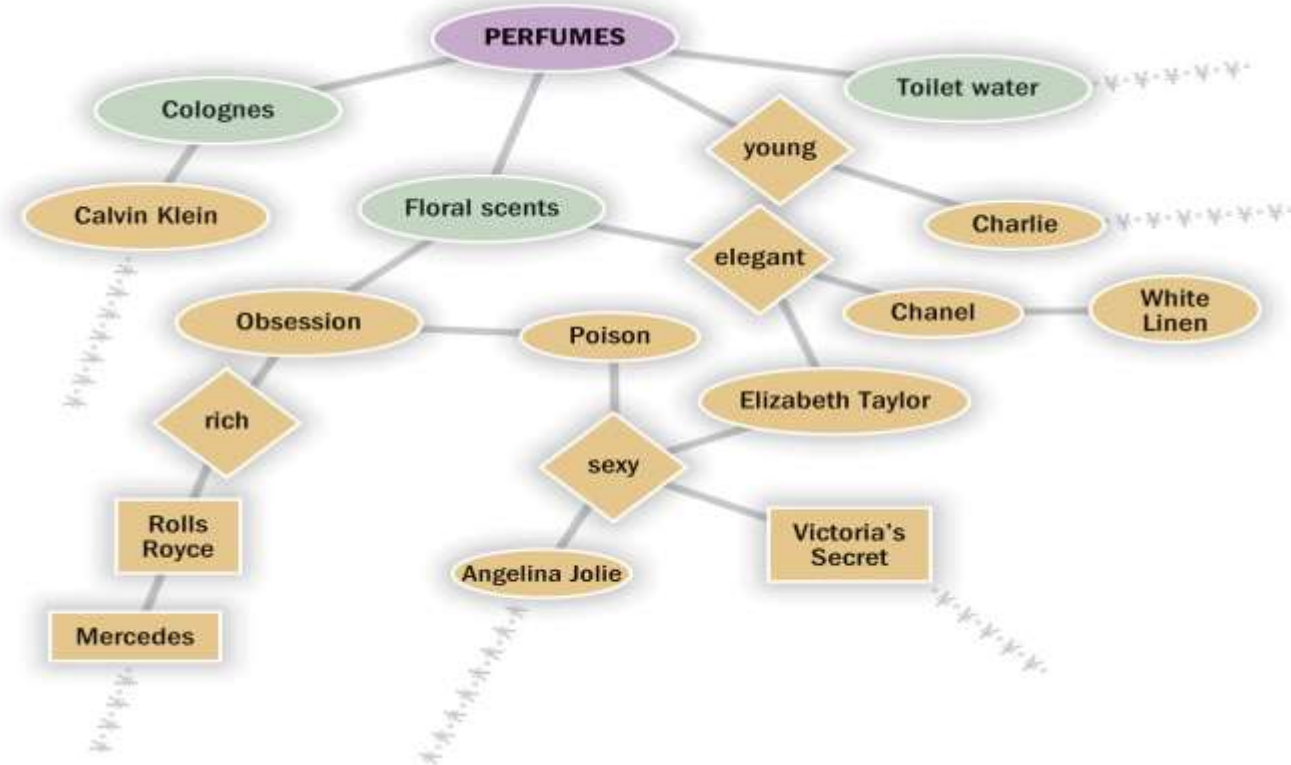 PERFUMES
Toilet water
Colognes
young
Calvin Klein
Floral scents
Charlie
elegant
White
Linen
Chanel
Obsession
Poison
Elizabeth Taylor
rich
sexy
Rolls
Royce
Victoria's
Secret
Angelina Jolie
Mercedes